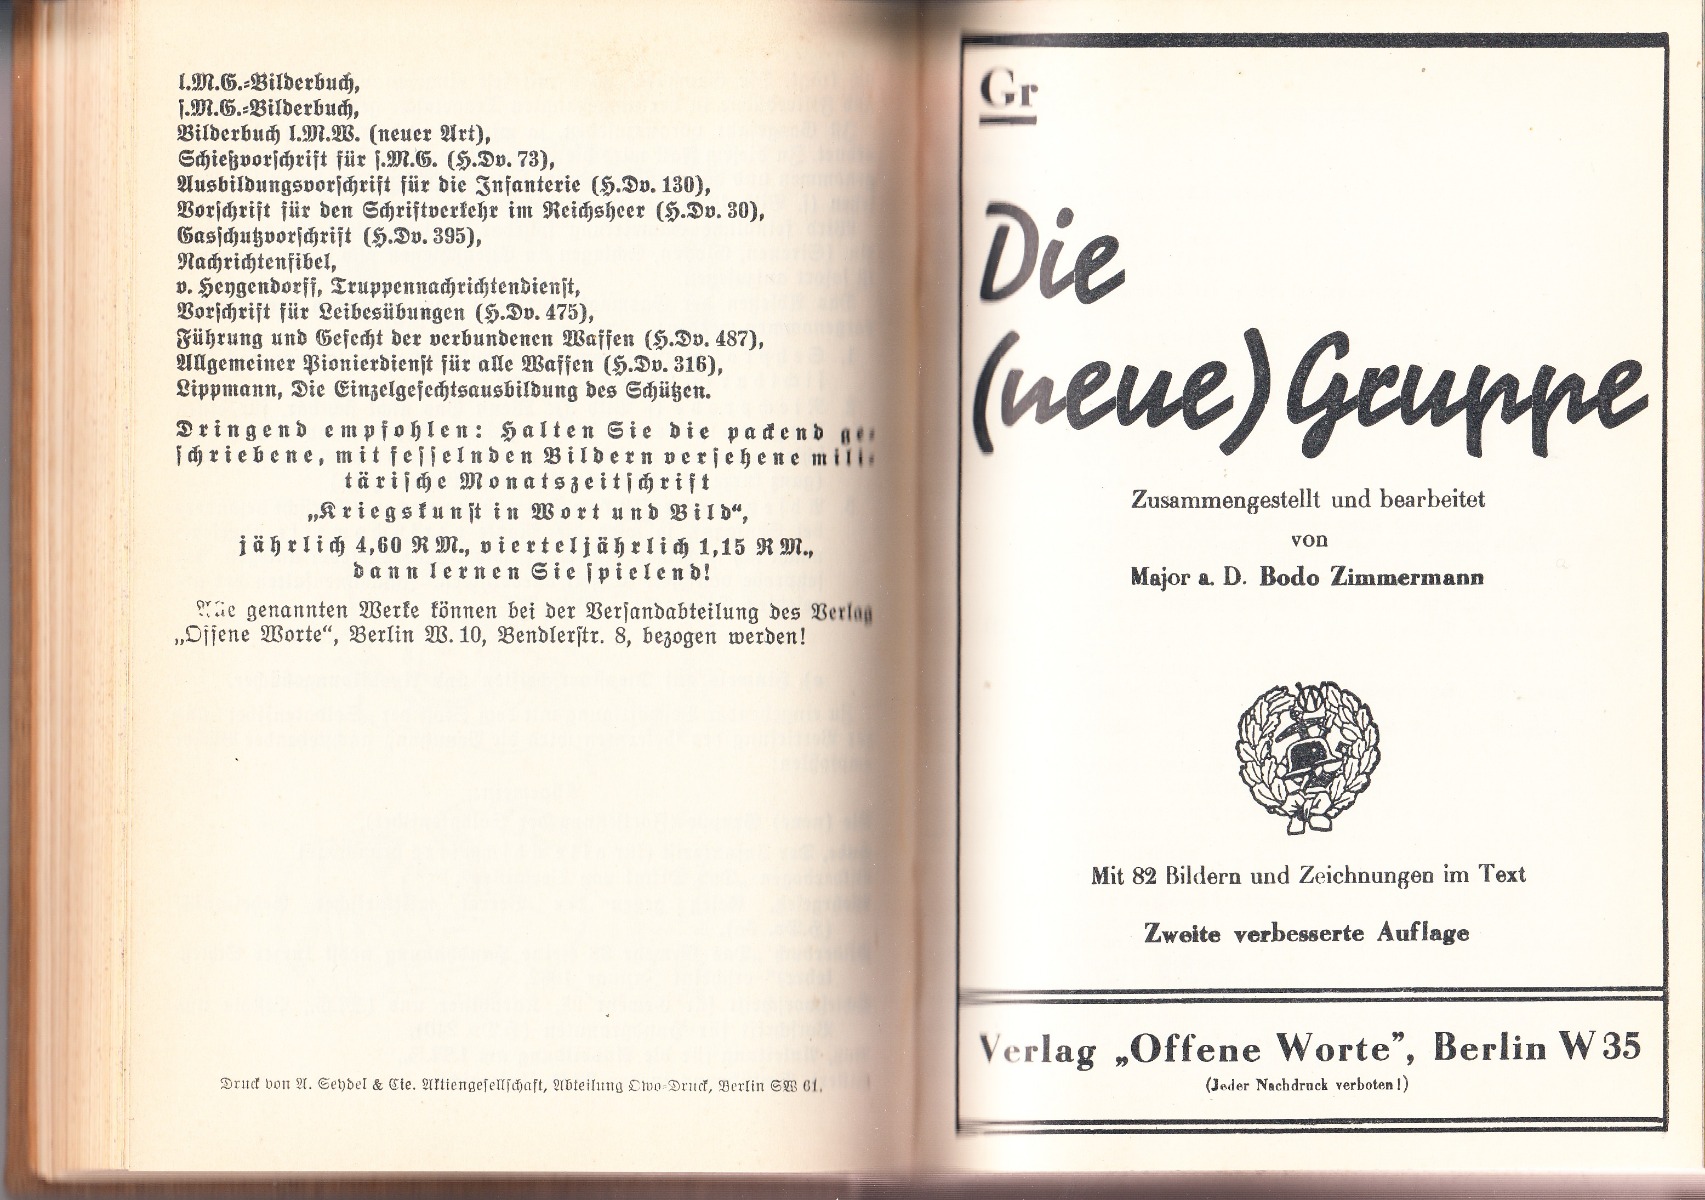 l.M.G.=Bilderbuch,
s.M.G.=Bilderbuch,
Bilderbuch l.M.W. (neuer Art),
Schießvorschrift für s.M.G. (H.Dv. 73),
Ausbildungsvorschrift für die Infanterie (H.Dv. 130),
Vorschrift für den Schriftverkehr im Reichsheer (H.Dv. 30),
Gasschutzvorschrift (H.Dv. 395),
Nachrichtenfibel,
v. Heygendorff, Truppennachrichtendienst,
Vorschrift für Leibesübungen (H.Dv. 475),
Führung und Gefecht der verbundenen Waffen (H.Dv. 487),
Allgemeiner Pionierdienst für alle Waffen (H.Dv. 316),
Lippmann, Die Einzelgefechtsausbildung des Schützen.
Dringend empfohlen: Halten Sie die packend ge=
schriebene, mit fesselnden Bildern versehene mili=
tärische Monatszeitschrift
„Kriegskunst in Wort und Bild“,
jährlich 4,60 RM., vierteljährlich 1,15 RM.,
dann lernen Sie spielend!
Alle genannten Werke können bei der Versandabteilung des Verlag
„Offene Worte“, Berlin W. 10, Bendlerstr. 8, bezogen werden!
Druck von A. Seydel & Cie. Aktiengesellschaft, Abteilung Owo=Druck, Berlin SW 61.
Gr
Die
(neue) Gruppe
Zusammengestellt und bearbeitet
von
Major a. D. Bodo Zimmermann
W
Mit 82 Bildern und Zeichnungen im Text
Zweite verbesserte Auflage
Verlag „Offene Worte”, Berlin W 35
(Jeder Nachdruck verboten!)